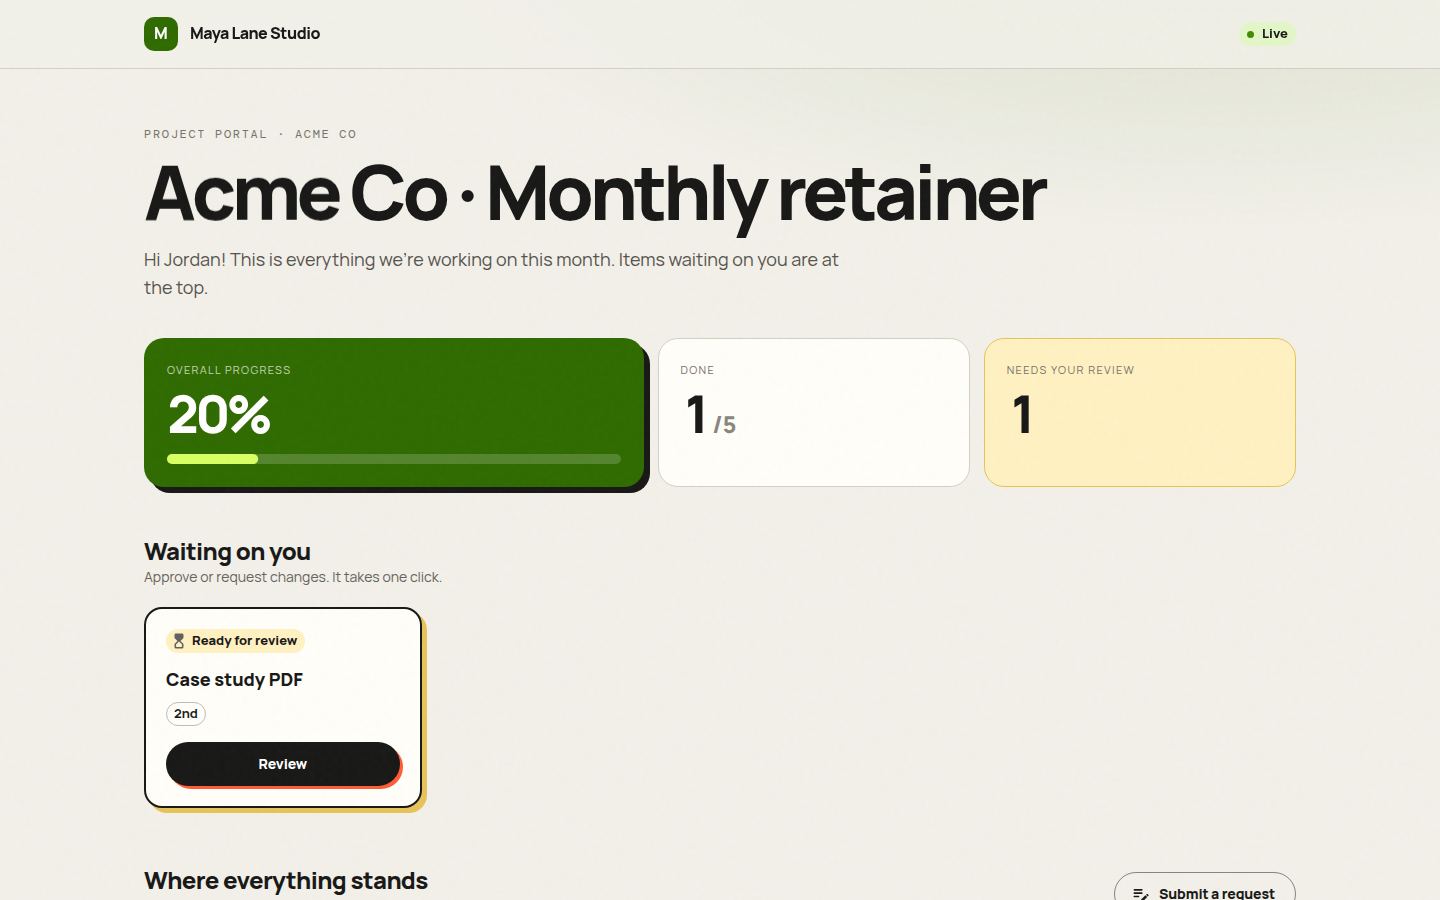 M Maya Lane Studio
Live
PROJECT PORTAL · ACME CO
Acme Co · Monthly retainer
Hi Jordan! This is everything we're working on this month. Items waiting on you are at
the top.
OVERALL PROGRESS
20%
DONE
1 /5
NEEDS YOUR REVIEW
1
Waiting on you
Approve or request changes. It takes one click.
Ready for review
Case study PDF
2nd
Review
Where everything stands
Submit a request